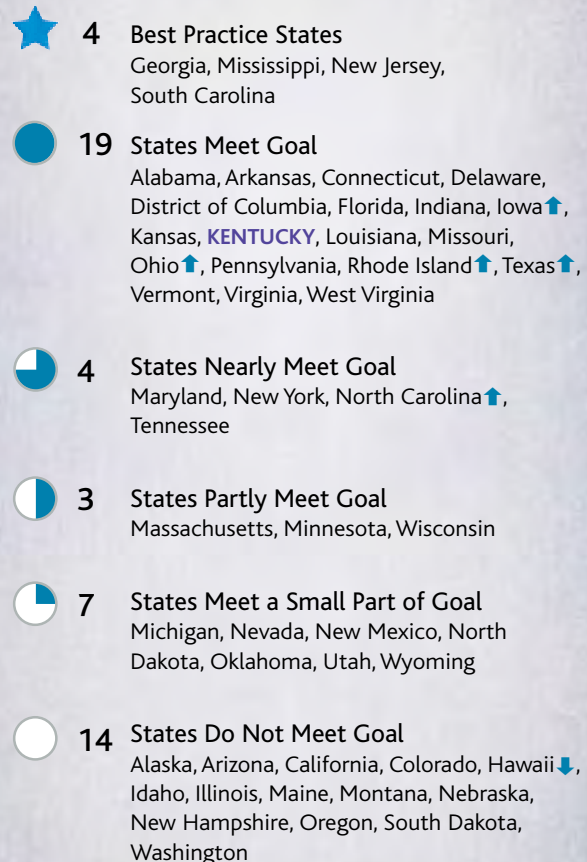 4 Best Practice States
Georgia, Mississippi, New Jersey,
South Carolina
19 States Meet Goal
Alabama, Arkansas, Connecticut, Delaware,
District of Columbia, Florida, Indiana, Iowa⬆,
Kansas, KENTUCKY, Louisiana, Missouri,
Ohio⬆, Pennsylvania, Rhode Island⬆, Texas⬆,
Vermont, Virginia, West Virginia
4 States Nearly Meet Goal
Maryland, New York, North Carolina⬆,
Tennessee
3 States Partly Meet Goal
Massachusetts, Minnesota, Wisconsin
7 States Meet a Small Part of Goal
Michigan, Nevada, New Mexico, North
Dakota, Oklahoma, Utah, Wyoming
14 States Do Not Meet Goal
Alaska, Arizona, California, Colorado, Hawaii⬇,
Idaho, Illinois, Maine, Montana, Nebraska,
New Hampshire, Oregon, South Dakota,
Washington